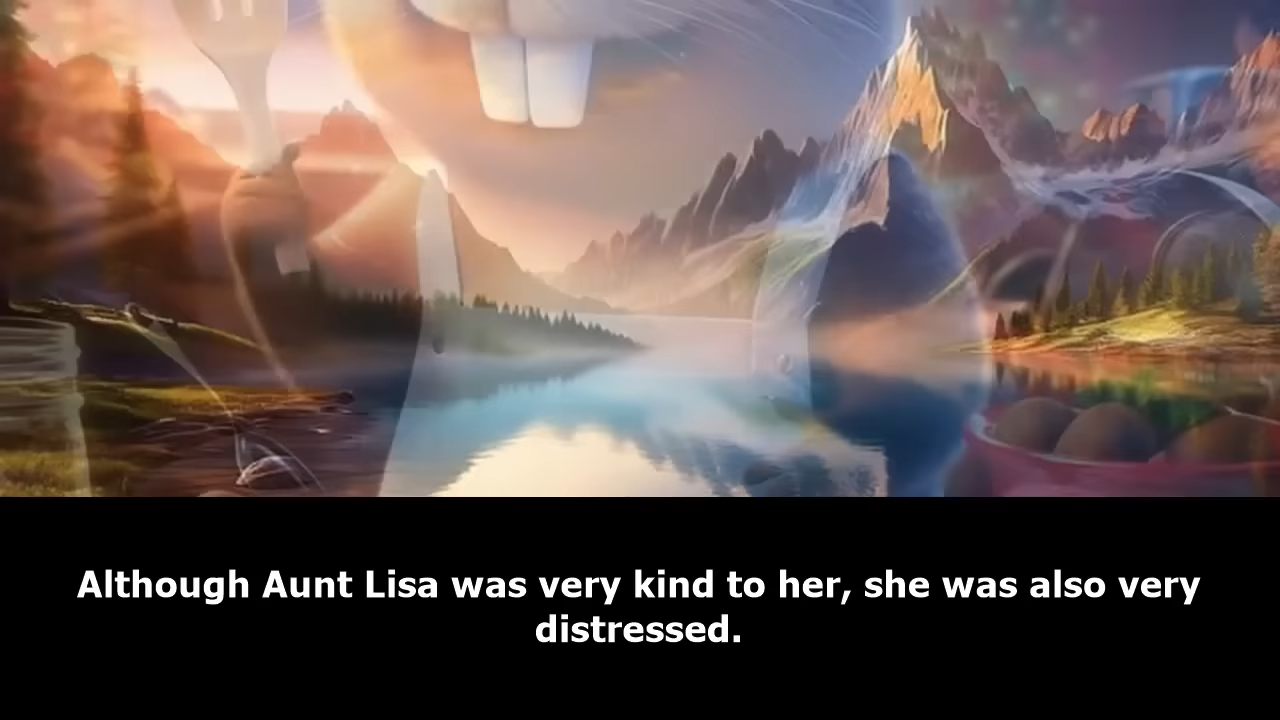 Although Aunt Lisa was very kind to her, she was also very
distressed.